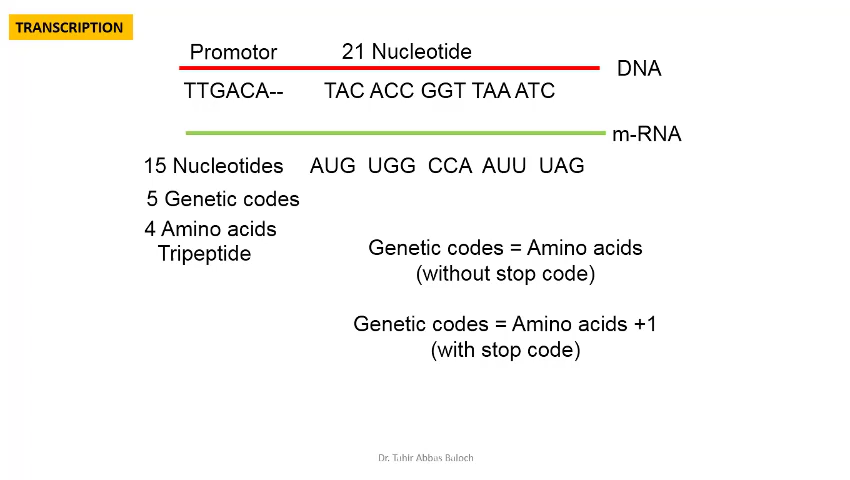 TRANSCRIPTION
Promotor 21 Nucleotide
DNA
TTGACA-- TAC ACC GGT TAA ATC
m-RNA
15 Nucleotides AUG UGG CCA AUU UAG
5 Genetic codes
4 Amino acids
Tripeptide
Genetic codes = Amino acids
(without stop code)
Genetic codes = Amino acids +1
(with stop code)
Dr. Tahir Abbas Baloch